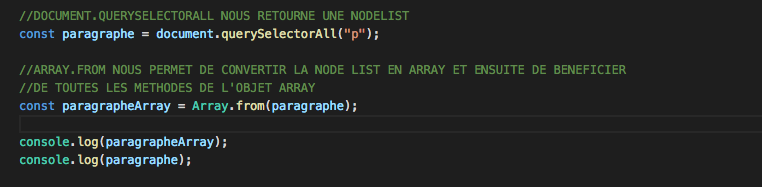 //DOCUMENT.QUERYSELECTORALL NOUS RETOURNE UNE NODELIST
const paragraphe = document.querySelectorAll("p");
//ARRAY.FROM NOUS PERMET DE CONVERTIR LA NODE LIST EN ARRAY ET ENSUITE DE BENEFICIER
//DE TOUTES LES METHODES DE L'OBJET ARRAY
const paragrapheArray = Array.from(paragraphe);
console.log(paragrapheArray);
console.log(paragraphe);